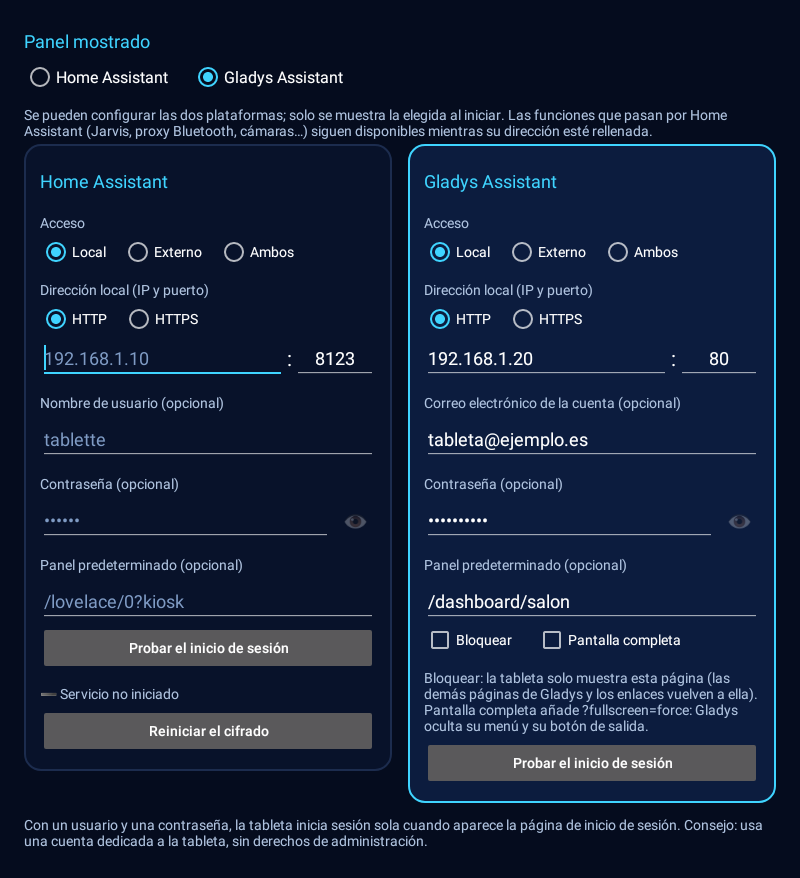 Panel mostrado
Home Assistant
Gladys Assistant
Se pueden configurar las dos plataformas; solo se muestra la elegida al iniciar. Las funciones que pasan por Home
Assistant (Jarvis, proxy Bluetooth, cámaras…) siguen disponibles mientras su dirección esté rellenada.
Home Assistant
Acceso
Local Externo Ambos
Dirección local (IP y puerto)
HTTP HTTPS
192.168.1.10 : 8123
Nombre de usuario (opcional)
tablette
Contraseña (opcional)
••••••
Panel predeterminado (opcional)
/lovelace/0?kiosk
Probar el inicio de sesión
Servicio no iniciado
Reiniciar el cifrado
Gladys Assistant
Acceso
Local Externo Ambos
Dirección local (IP y puerto)
HTTP HTTPS
192.168.1.20 : 80
Correo electrónico de la cuenta (opcional)
tableta@ejemplo.es
Contraseña (opcional)
••••••••••
Panel predeterminado (opcional)
/dashboard/salon
Bloquear Pantalla completa
Bloquear: la tableta solo muestra esta página (las
demás páginas de Gladys y los enlaces vuelven a ella).
Pantalla completa añade ?fullscreen=force: Gladys
oculta su menú y su botón de salida.
Probar el inicio de sesión
Con un usuario y una contraseña, la tableta inicia sesión sola cuando aparece la página de inicio de sesión. Consejo: usa
una cuenta dedicada a la tableta, sin derechos de administración.